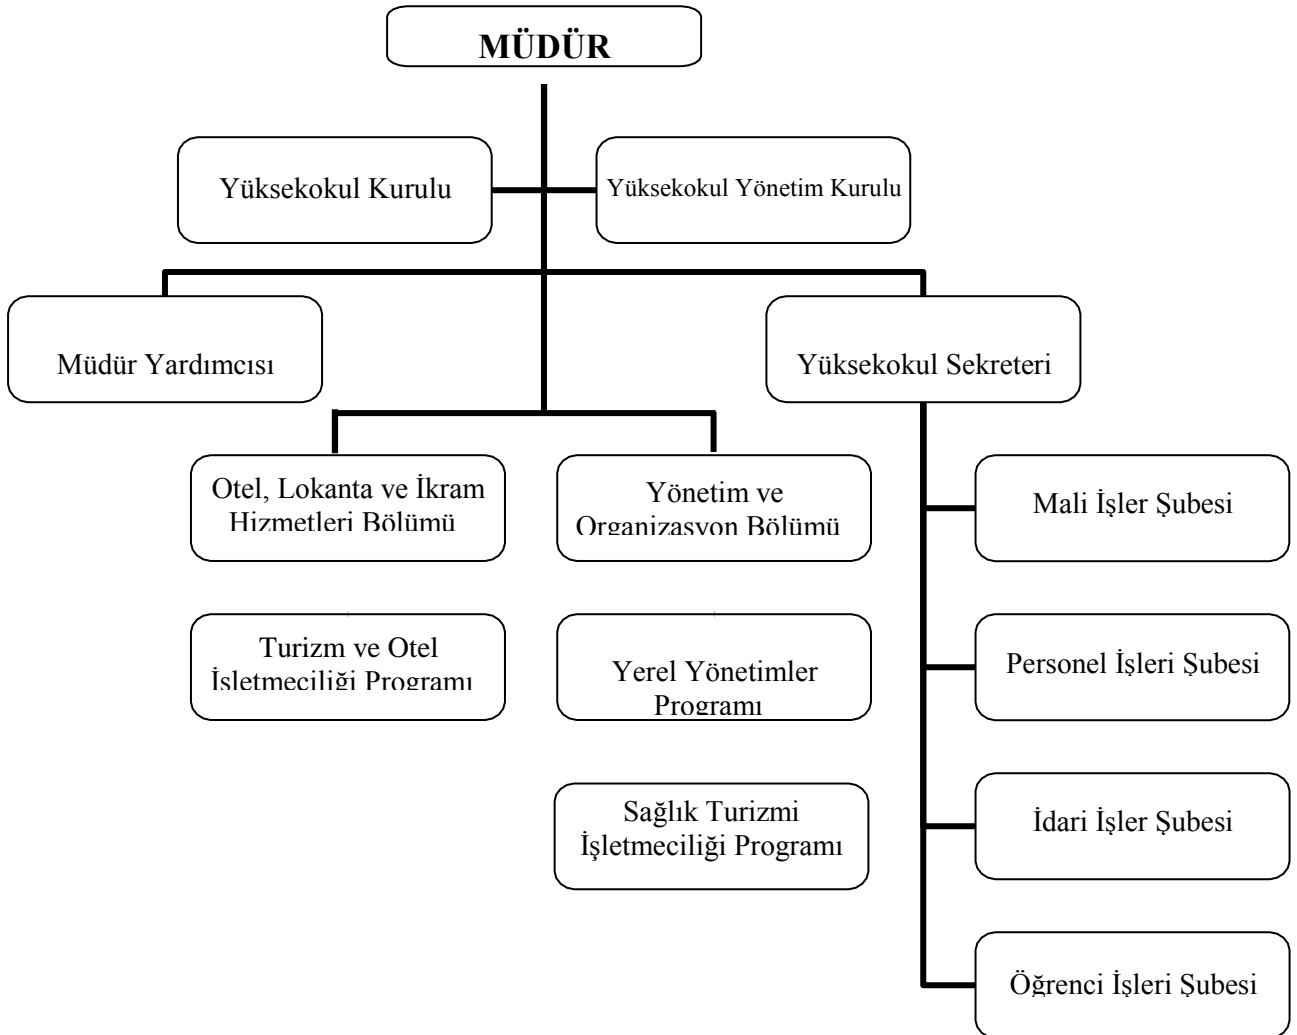 MÜDÜR
Yüksekokul Kurulu
Yüksekokul Yönetim Kurulu
Müdür Yardımcısı
Yüksekokul Sekreteri
Otel, Lokanta ve İkram
Hizmetleri Bölümü
Yönetim ve
Organizasyon Bölümü
Mali İşler Şubesi
Turizm ve Otel
İşletmeciliği Programı
Yerel Yönetimler
Programı
Personel İşleri Şubesi
Sağlık Turizmi
İşletmeciliği Programı
İdari İşler Şubesi
Öğrenci İşleri Şubesi